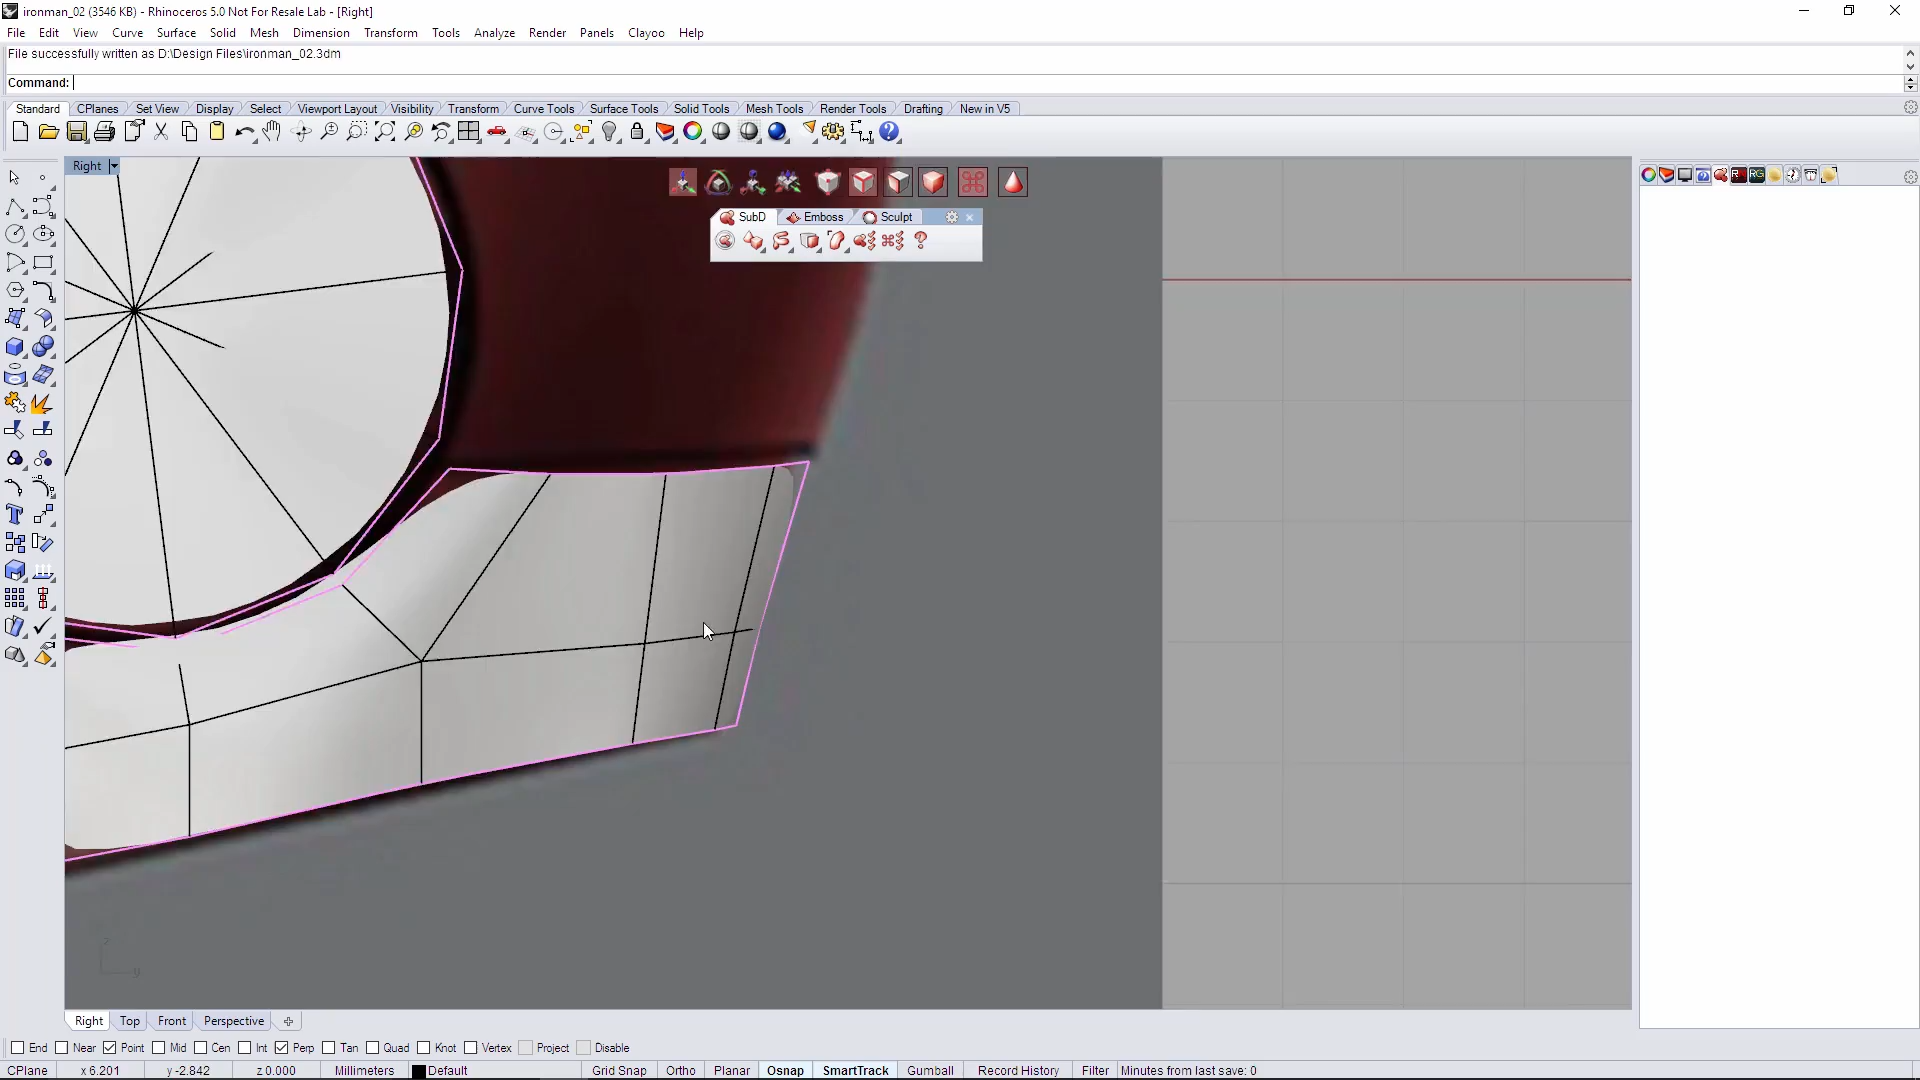 ironman_02 (3546 KB) - Rhinoceros 5.0 Not For Resale Lab - [Right]
File Edit View Curve Surface Solid Mesh Dimension Transform Tools Analyze Render Panels Clayoo Help
File successfully written as D:\Design Files\ironman_02.3dm
Command:
Standard CPlanes Set View Display Select Viewport Layout Visibility Transform Curve Tools Surface Tools Solid Tools Mesh Tools Render Tools Drafting New in V5
Right
SubD Emboss Sculpt
Right Top Front Perspective
End Near Point Mid Cen Int Perp Tan Quad Knot Vertex Project Disable
CPlane x 6.201 y -2.842 z 0.000 Millimeters Default Grid Snap Ortho Planar Osnap SmartTrack Gumball Record History Filter Minutes from last save: 0